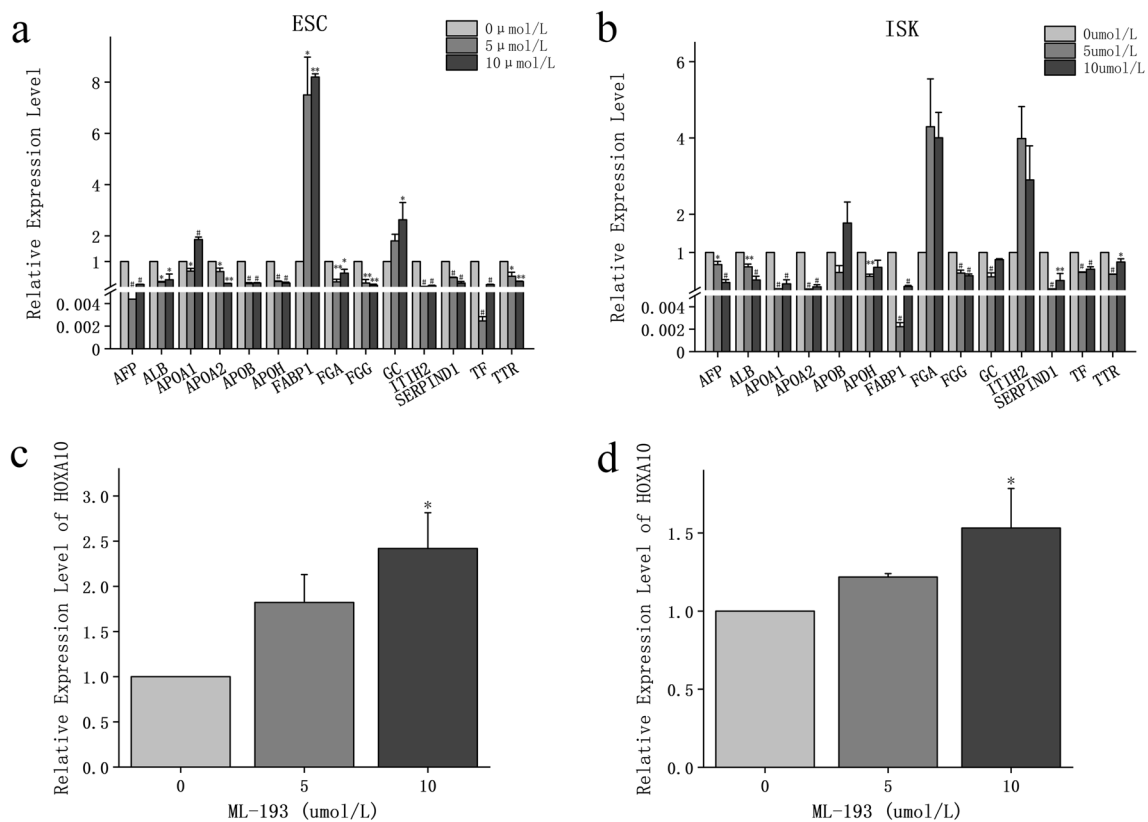 a
ESC
0 μmol/L
5 μmol/L
10 μmol/L
Relative Expression Level
8
6
4
2
1
0.004
0.002
0
* ** # * * # * # * * ** # # # # * ** ** * ** ** * # # # # # # * **
AFP ALB APOA1 APOA2 APOB APOH FABP1 FGA FGG GC ITIH2 SERPIND1 TF TTR
b
ISK
0umol/L
5umol/L
10umol/L
Relative Expression Level
6
4
2
1
0.004
0.002
0
* # ** # # # # # ** # # # # # # ** # # # *
AFP ALB APOA1 APOA2 APOB APOH FABP1 FGA FGG GC ITIH2 SERPIND1 TF TTR
c
Relative Expression Level of HOXA10
3.0
2.5
2.0
1.5
1.0
0.5
0.0
*
0 5 10
ML-193 (umol/L)
d
Relative Expression Level of HOXA10
1.5
1.0
0.5
0.0
*
0 5 10
ML-193 (umol/L)